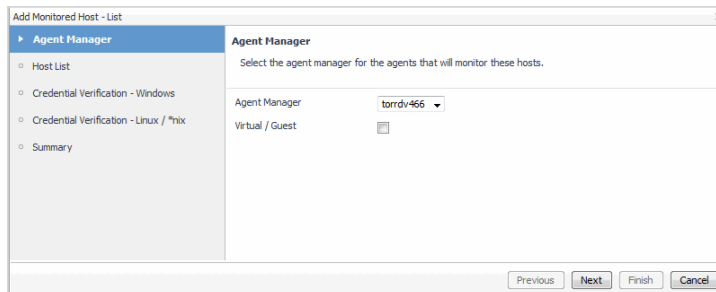 Add Monitored Host - List
Agent Manager
Host List
Credential Verification - Windows
Credential Verification - Linux / *nix
Summary
Agent Manager
Select the agent manager for the agents that will monitor these hosts.
Agent Manager torrdv466
Virtual / Guest
Previous Next Finish Cancel